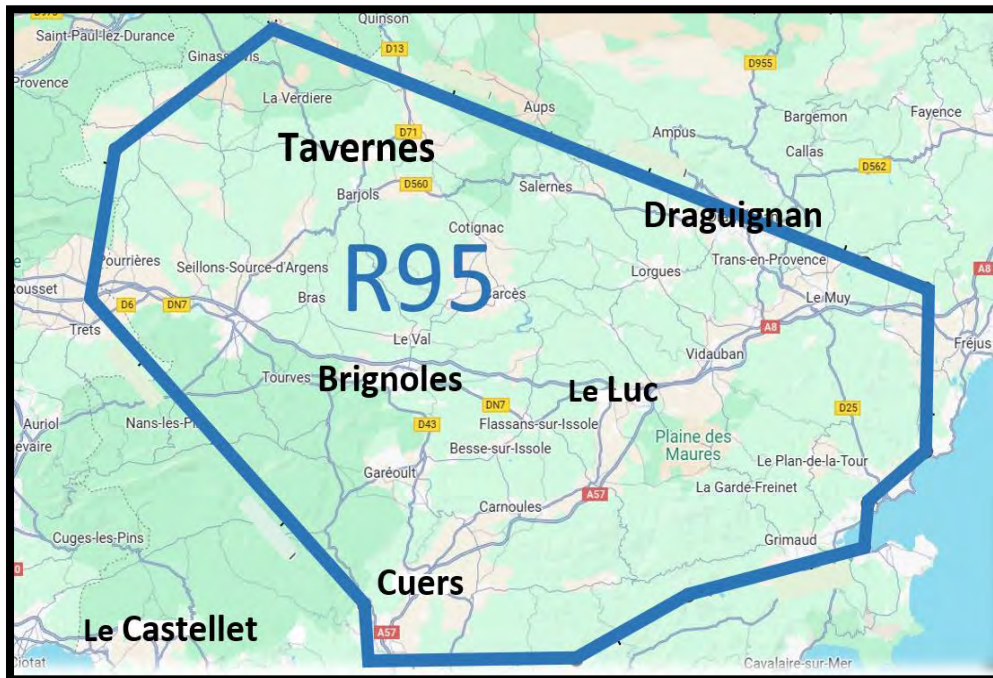 D973
Quinson
Saint-Paul-lez-Durance
D13
Ginasservis
D955
Provence
La Verdiere
Aups
Bargemon
Fayence
Ampus
D71
Tavernes
Callas
D562
Barjols
D560
Salernes
Draguignan
Cotignac
Pourrières
Seillons-Source-d'Argens
R95
Lorgues
Trans-en-Provence
A8
Rousset
D6
DN7
Bras
Carcès
Le Muy
Trets
A8
Fréjus
Le Val
Vidauban
Tourves
Brignoles
Le Luc
DN7
D25
Auriol
Nans-les-Pi
D43
Flassans-sur-Issole
Plaine des
Maures
Besse-sur-Issole
Le Plan-de-la-Tour
Garéoult
La Garde-Freinet
A57
Carnoules
Cuges-les-Pins
Grimaud
Cuers
Le Castellet
A57
Ciotat
Cavalaire-sur-Mer